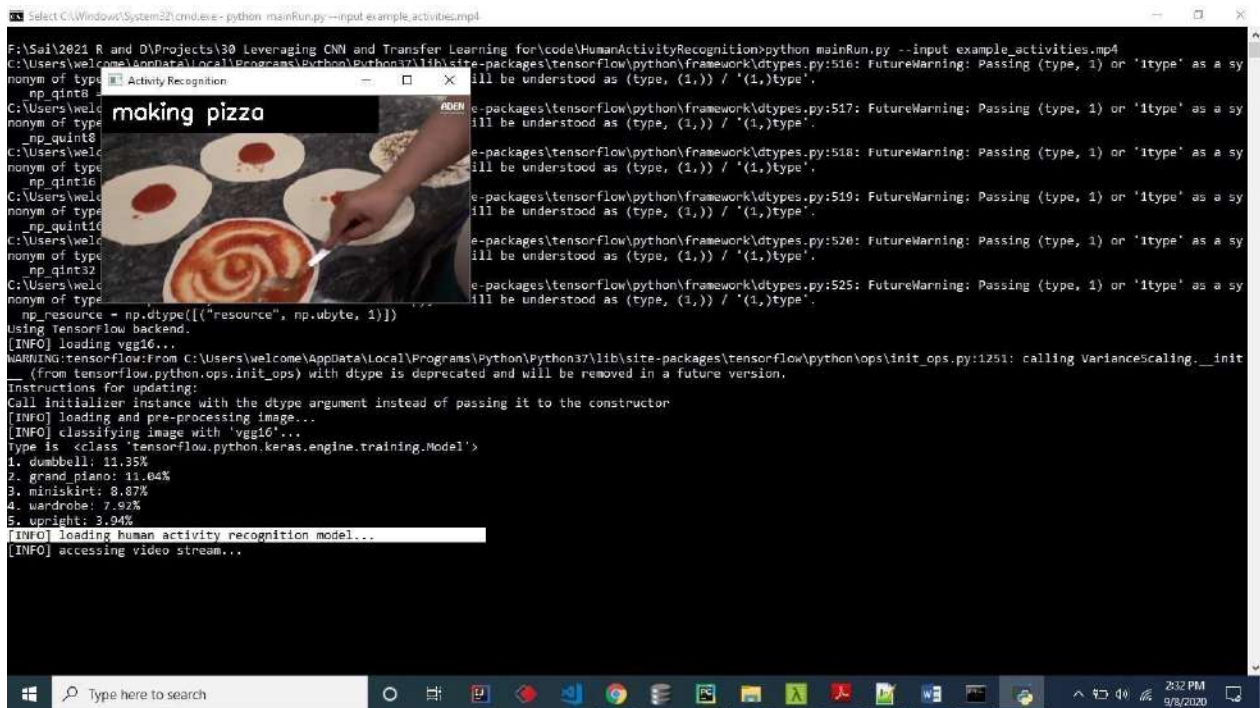 Select C:\Windows\System32\cmd.exe - python mainRun.py --input example_activities.mp4
F:\Sai\2021 R and D\Projects\30 Leveraging CNN and Transfer Learning for\code\HumanActivityRecognition>python mainRun.py --input example_activities.mp4
C:\Users\welcome\AppData\Local\Programs\Python\Python37\lib\site-packages\tensorflow\python\framework\dtypes.py:516: FutureWarning: Passing (type, 1) or '1type' as a sy
nonym of type ill be understood as (type, (1,)) / '(1,)type'.
_np_qint8 =
Activity Recognition
making pizza
ADEN
C:\Users\welc e-packages\tensorflow\python\framework\dtypes.py:517: FutureWarning: Passing (type, 1) or '1type' as a sy
nonym of type ill be understood as (type, (1,)) / '(1,)type'.
_np_quint8
C:\Users\welc e-packages\tensorflow\python\framework\dtypes.py:518: FutureWarning: Passing (type, 1) or '1type' as a sy
nonym of type ill be understood as (type, (1,)) / '(1,)type'.
_np_qint16
C:\Users\welc e-packages\tensorflow\python\framework\dtypes.py:519: FutureWarning: Passing (type, 1) or '1type' as a sy
nonym of type ill be understood as (type, (1,)) / '(1,)type'.
_np_quint16
C:\Users\welc e-packages\tensorflow\python\framework\dtypes.py:520: FutureWarning: Passing (type, 1) or '1type' as a sy
nonym of type ill be understood as (type, (1,)) / '(1,)type'.
_np_qint32
C:\Users\welc e-packages\tensorflow\python\framework\dtypes.py:525: FutureWarning: Passing (type, 1) or '1type' as a sy
nonym of type ill be understood as (type, (1,)) / '(1,)type'.
np_resource = np.dtype([("resource", np.ubyte, 1)])
Using TensorFlow backend.
[INFO] loading vgg16...
WARNING:tensorflow:From C:\Users\welcome\AppData\Local\Programs\Python\Python37\lib\site-packages\tensorflow\python\ops\init_ops.py:1251: calling VarianceScaling.__init
__ (from tensorflow.python.ops.init_ops) with dtype is deprecated and will be removed in a future version.
Instructions for updating:
Call initializer instance with the dtype argument instead of passing it to the constructor
[INFO] loading and pre-processing image...
[INFO] classifying image with 'vgg16'...
Type is <class 'tensorflow.python.keras.engine.training.Model'>
1. dumbbell: 11.35%
2. grand_piano: 11.04%
3. miniskirt: 8.87%
4. wardrobe: 7.92%
5. upright: 3.94%
[INFO] loading human activity recognition model...
[INFO] accessing video stream...
Type here to search
2:32 PM
9/8/2020